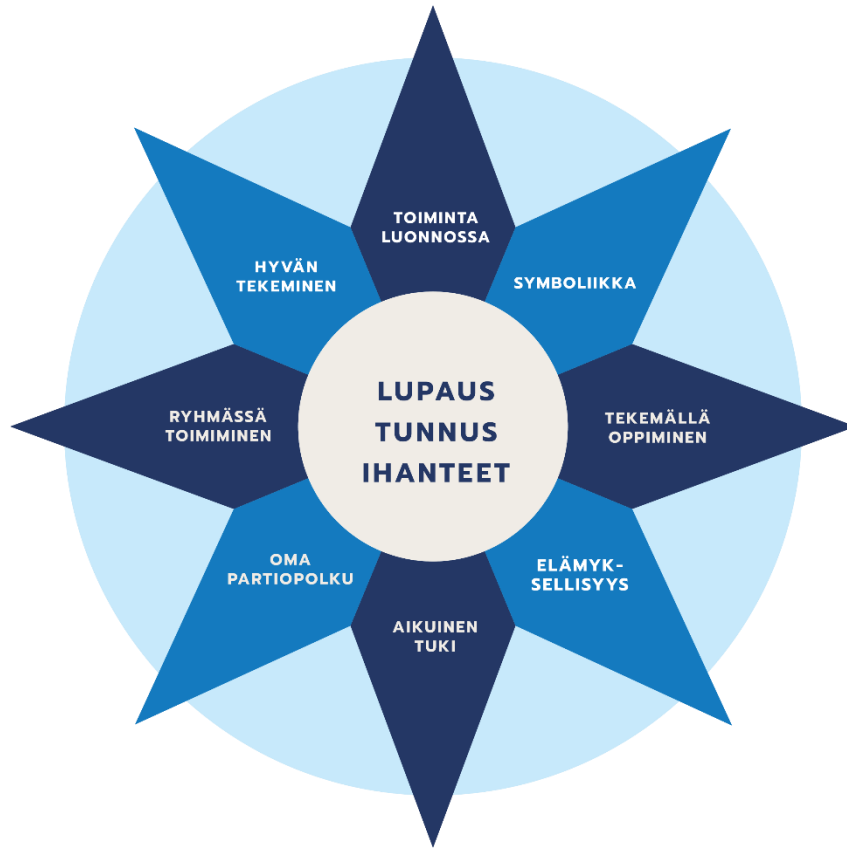 TOIMINTA
LUONNOSSA
SYMBOLIIKKA
TEKEMÄLLÄ
OPPIMINEN
ELÄMYK-
SELLISYYS
AIKUINEN
TUKI
OMA
PARTIOPOLKU
RYHMÄSSÄ
TOIMIMINEN
HYVÄN
TEKEMINEN
LUPAUS
TUNNUS
IHANTEET